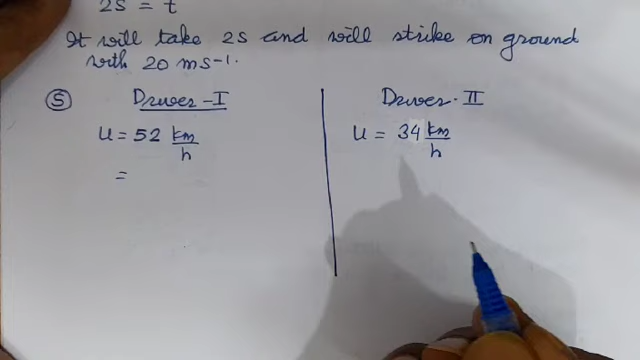 2S = t
It will take 2S and will strike on ground
with 20 ms⁻¹.
⑤ Driver-I
Driver-II
U = 52 km/h
U = 34 km/h
=